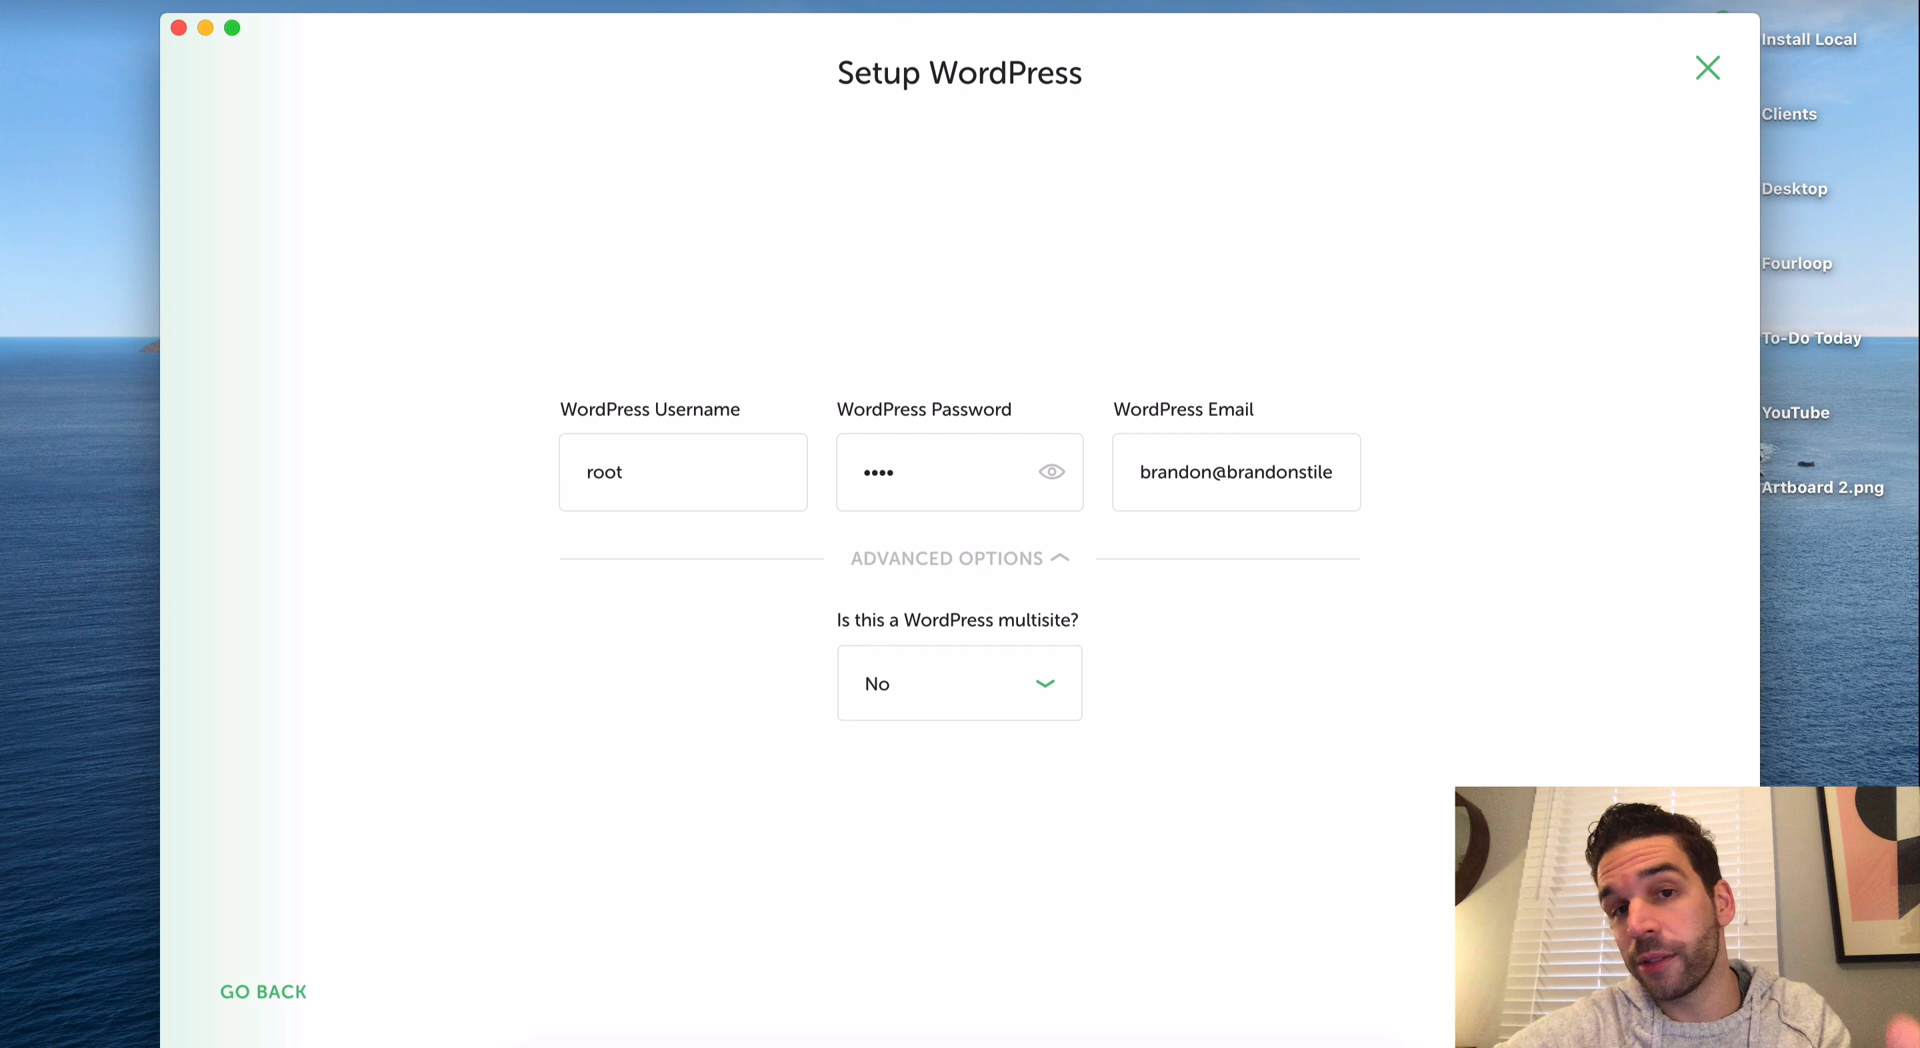 Setup WordPress
Install Local
Clients
Desktop
Fourloop
To-Do Today
YouTube
Artboard 2.png
WordPress Username
WordPress Password
WordPress Email
root
••••
brandon@brandonstile
ADVANCED OPTIONS
Is this a WordPress multisite?
No
GO BACK